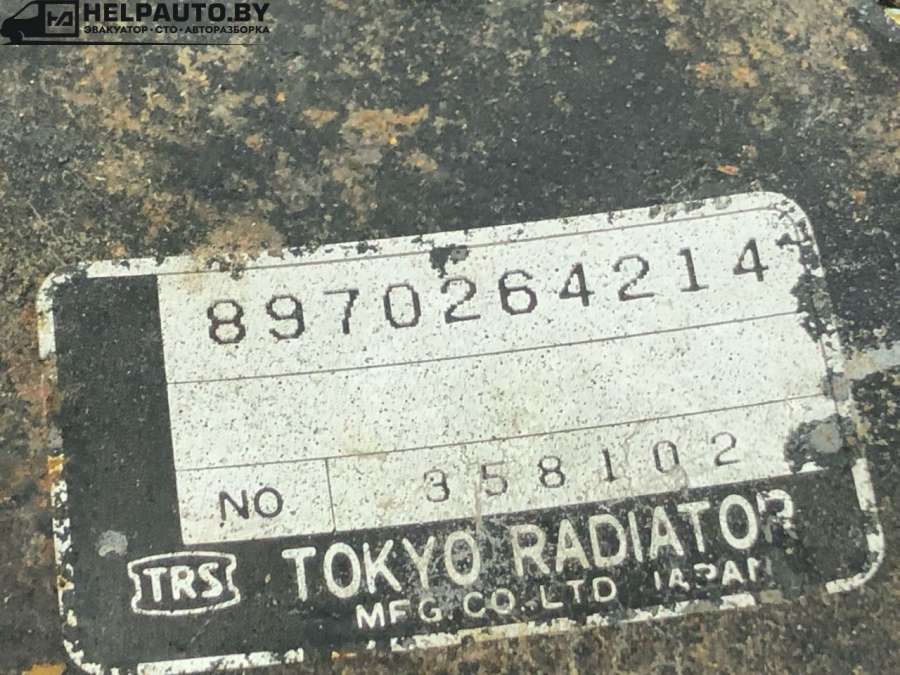 HELPAUTO.BY
ЭВАКУАТОР · СТО · АВТОРАЗБОРКА
8970264214
NO 358102
TRS TOKYO RADIATOR
MFG.CO.,LTD JAPAN